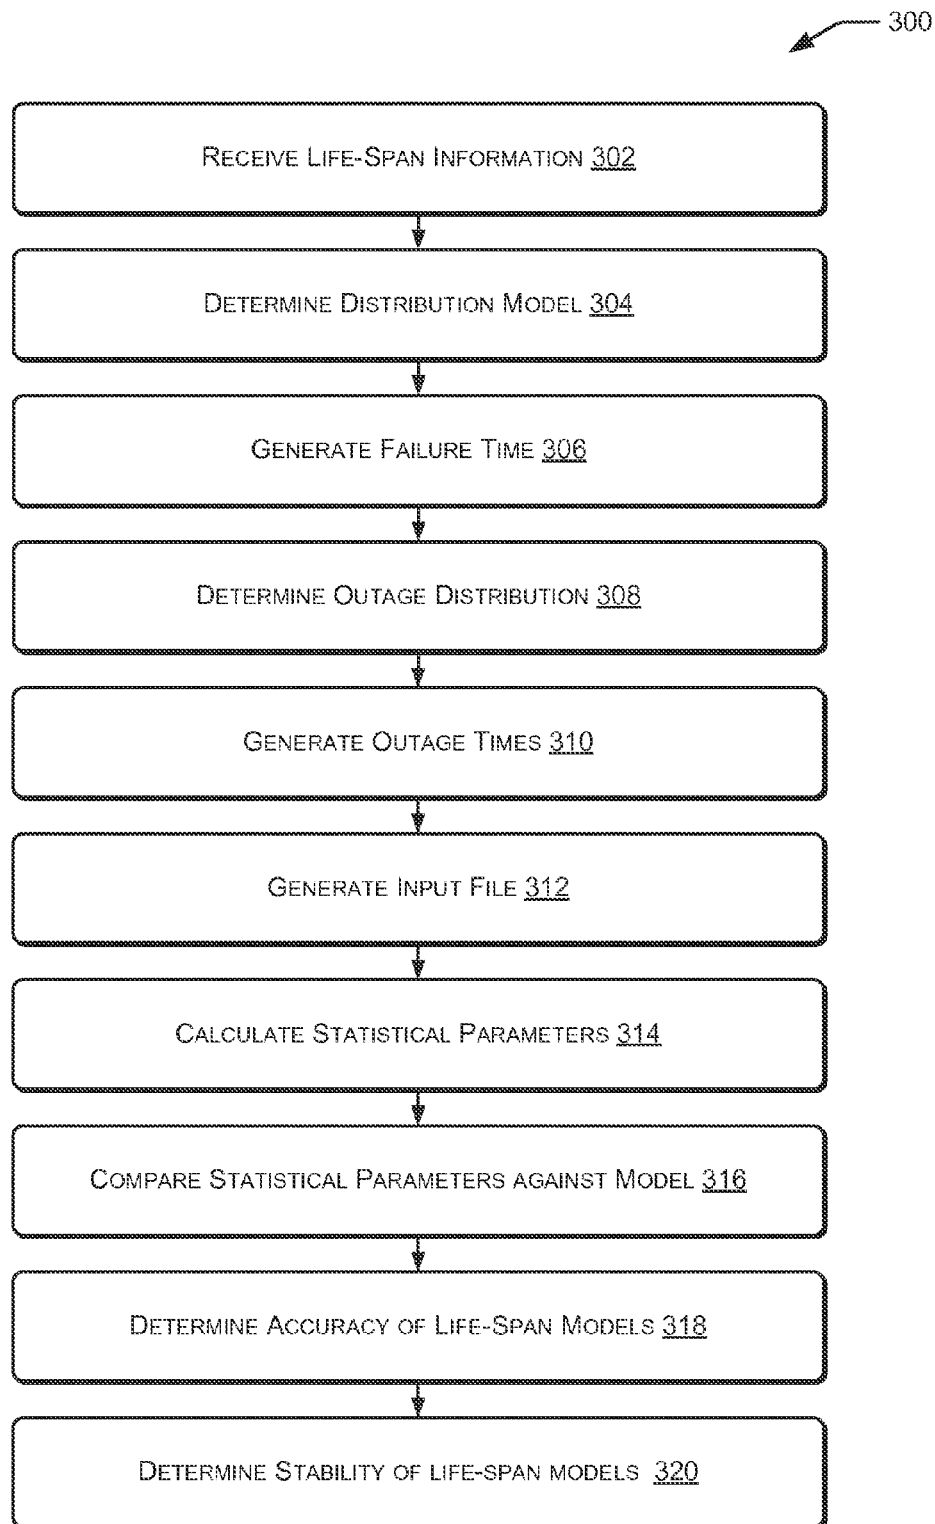 300
RECEIVE LIFE-SPAN INFORMATION 302
DETERMINE DISTRIBUTION MODEL 304
GENERATE FAILURE TIME 306
DETERMINE OUTAGE DISTRIBUTION 308
GENERATE OUTAGE TIMES 310
GENERATE INPUT FILE 312
CALCULATE STATISTICAL PARAMETERS 314
COMPARE STATISTICAL PARAMETERS AGAINST MODEL 316
DETERMINE ACCURACY OF LIFE-SPAN MODELS 318
DETERMINE STABILITY OF LIFE-SPAN MODELS 320